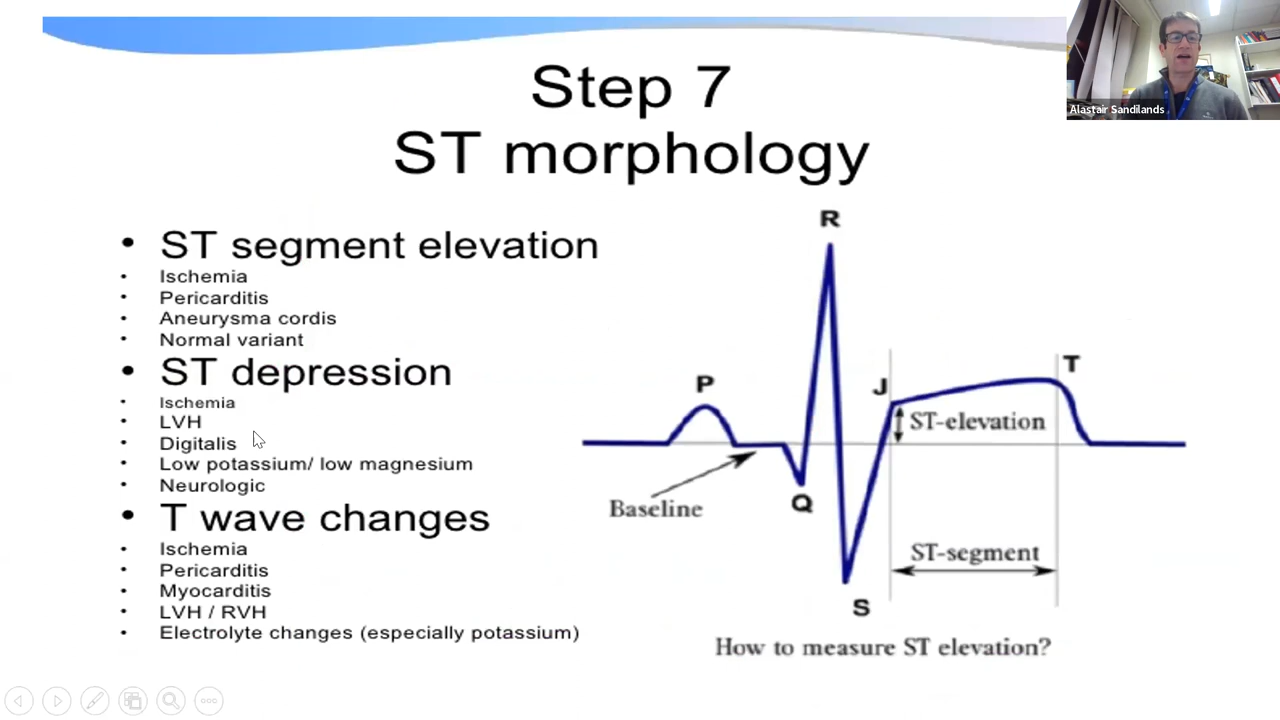 Step 7
ST morphology
Alastair Sandilands
• ST segment elevation
• Ischemia
• Pericarditis
• Aneurysma cordis
• Normal variant
• ST depression
• Ischemia
• LVH
• Digitalis
• Low potassium/ low magnesium
• Neurologic
• T wave changes
• Ischemia
• Pericarditis
• Myocarditis
• LVH / RVH
• Electrolyte changes (especially potassium)
R
P
J
T
ST-elevation
Baseline
Q
ST-segment
S
How to measure ST elevation?